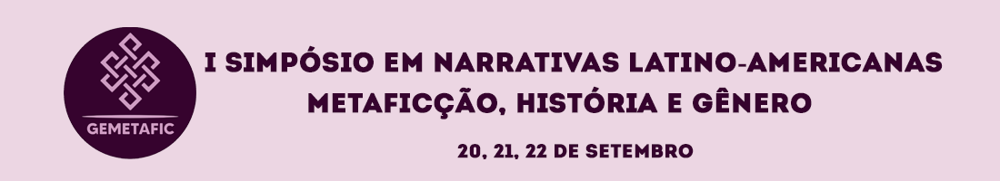 I SIMPÓSIO EM NARRATIVAS LATINO-AMERICANAS
METAFICÇÃO, HISTÓRIA E GÊNERO
20, 21, 22 DE SETEMBRO
GEMETAFIC